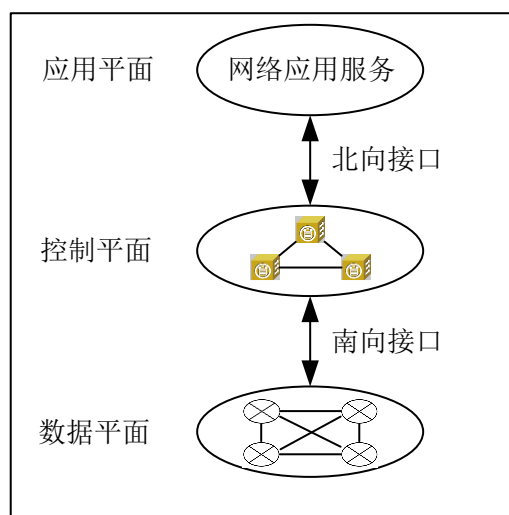 应用平面 网络应用服务
北向接口
控制平面
南向接口
数据平面